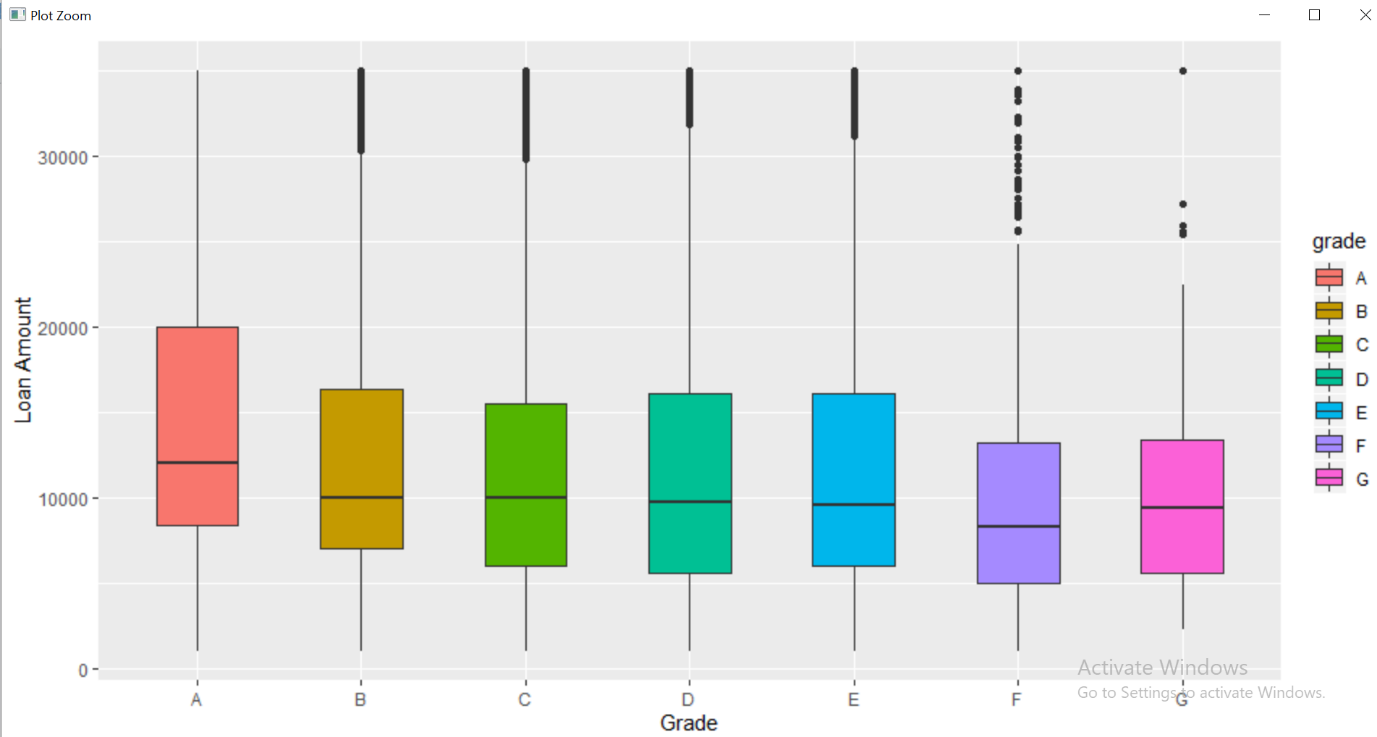 Plot Zoom
30000
20000
10000
0
Loan Amount
A
B
C
D
E
F
G
Grade
grade
A
B
C
D
E
F
G
Activate Windows
Go to Settings to activate Windows.